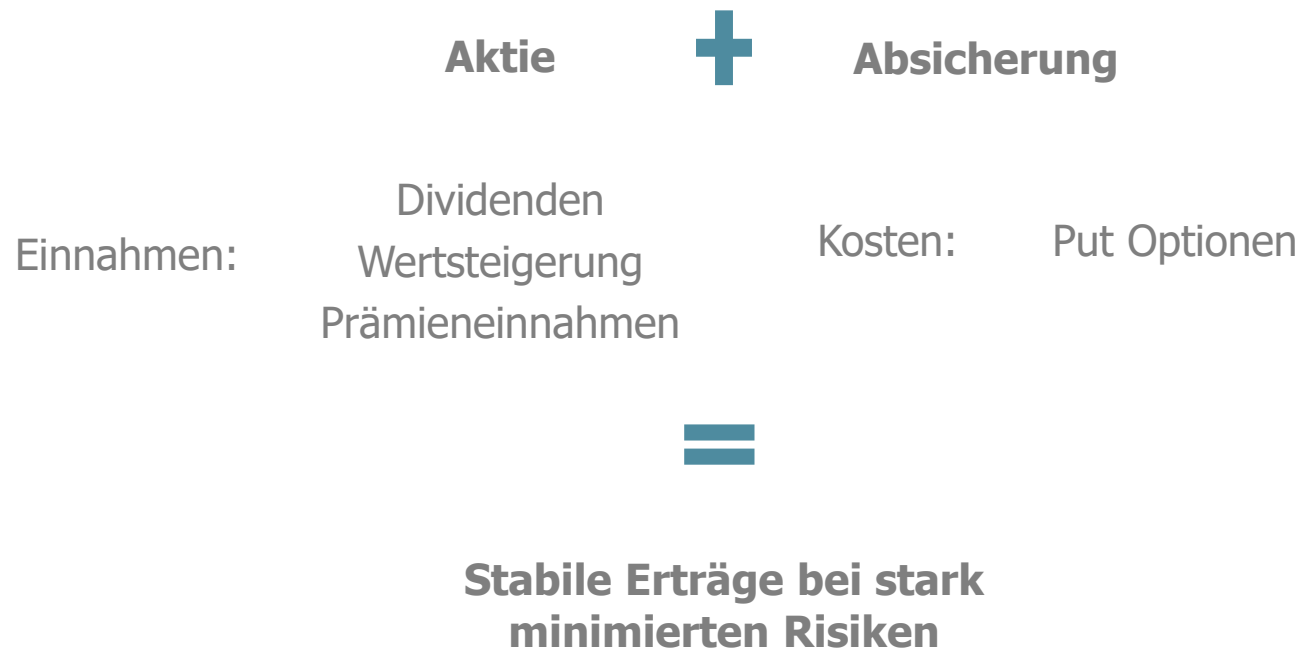 Aktie + Absicherung
Einnahmen:
Dividenden
Wertsteigerung
Prämieneinnahmen
Kosten: Put Optionen
=
Stabile Erträge bei stark
minimierten Risiken